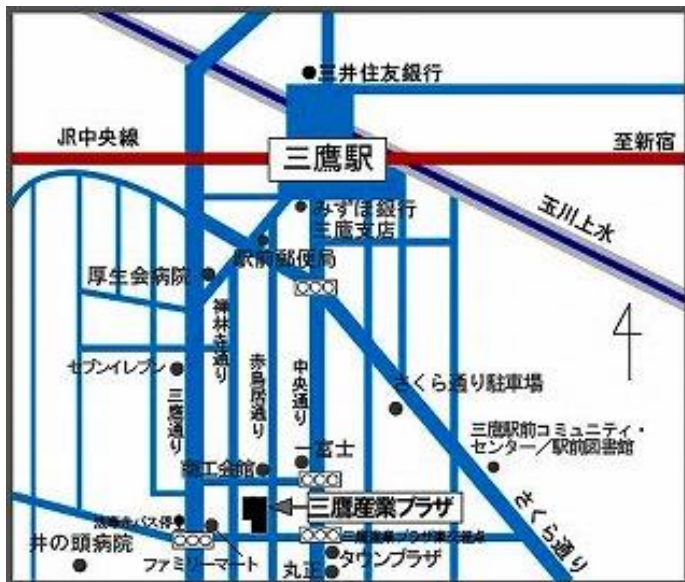 三井住友銀行
JR中央線
三鷹駅
至新宿
玉川上水
みずほ銀行
三鷹支店
駅前郵便局
厚生会病院
禅林寺通り
赤鳥居通り
中央通り
セブンイレブン
三鷹通り
さくら通り駐車場
三鷹駅前コミュニティ・
センター/駅前図書館
一富士
商工会館
三鷹産業プラザ
さくら通り
井の頭病院
ファミリーマート
タウンプラザ
丸正